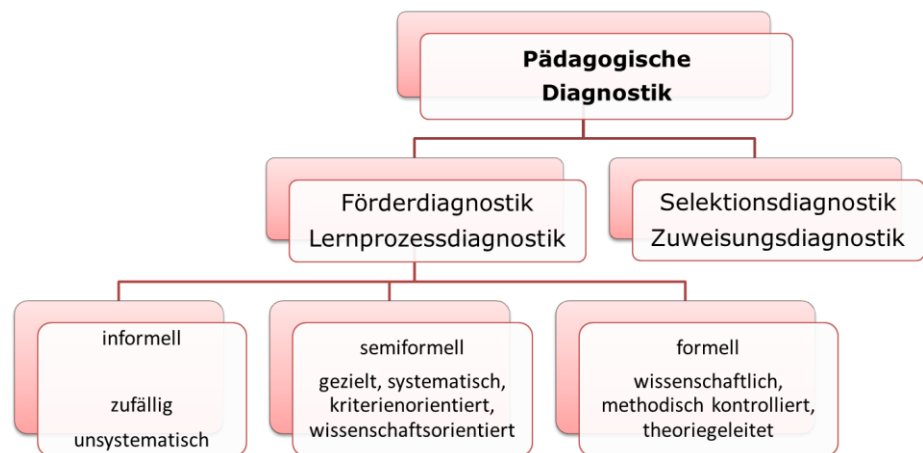 Pädagogische
Diagnostik
Förderdiagnostik
Lernprozessdiagnostik
Selektionsdiagnostik
Zuweisungsdiagnostik
informell
zufällig
unsystematisch
semiformell
gezielt, systematisch,
kriterienorientiert,
wissenschaftsorientiert
formell
wissenschaftlich,
methodisch kontrolliert,
theoriegeleitet